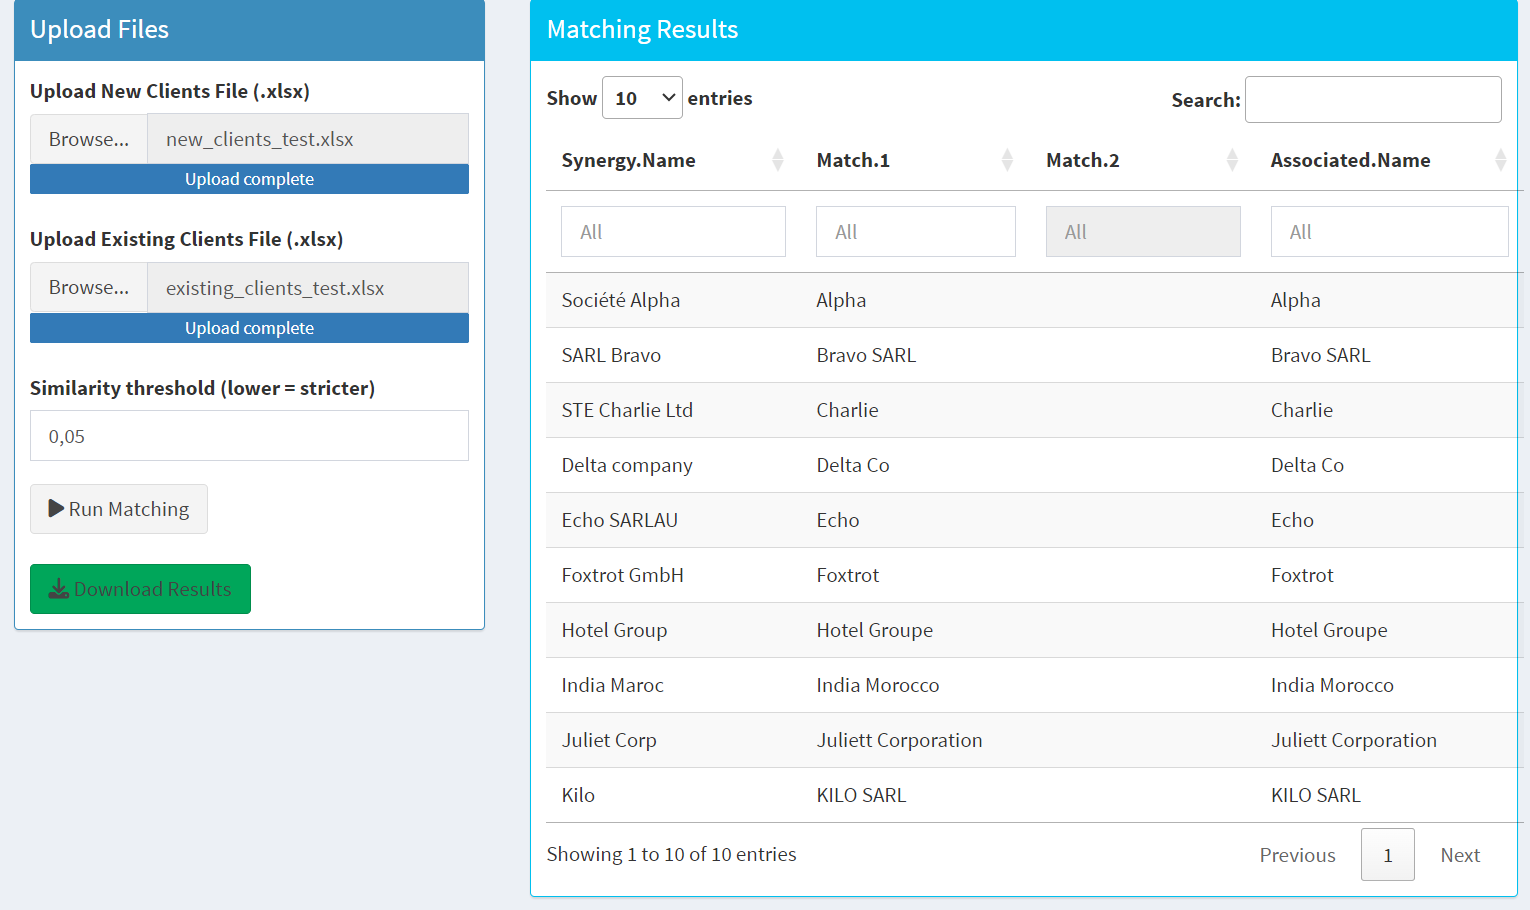 Upload Files
Upload New Clients File (.xlsx)
Browse... new_clients_test.xlsx
Upload complete
Upload Existing Clients File (.xlsx)
Browse... existing_clients_test.xlsx
Upload complete
Similarity threshold (lower = stricter)
0,05
Run Matching
Download Results
Matching Results
Show 10 entries Search:
Synergy.Name Match.1 Match.2 Associated.Name
All All All All
Société Alpha Alpha Alpha
SARL Bravo Bravo SARL Bravo SARL
STE Charlie Ltd Charlie Charlie
Delta company Delta Co Delta Co
Echo SARLAU Echo Echo
Foxtrot GmbH Foxtrot Foxtrot
Hotel Group Hotel Groupe Hotel Groupe
India Maroc India Morocco India Morocco
Juliet Corp Juliett Corporation Juliett Corporation
Kilo KILO SARL KILO SARL
Showing 1 to 10 of 10 entries Previous 1 Next